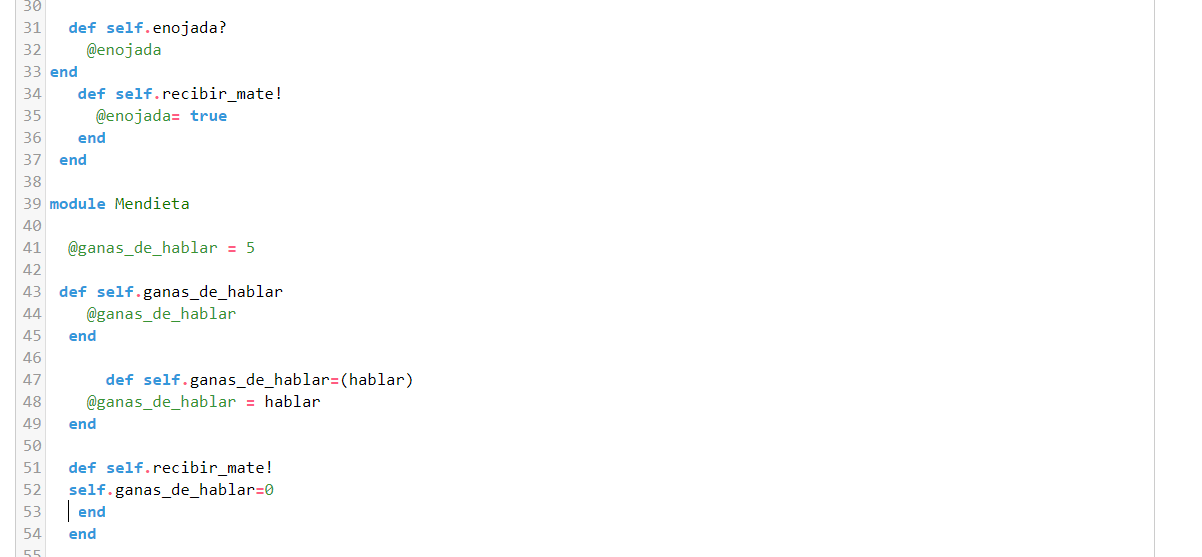 30
31 def self.enojada?
32 @enojada
33 end
34 def self.recibir_mate!
35 @enojada= true
36 end
37 end
38
39 module Mendieta
40
41 @ganas_de_hablar = 5
42
43 def self.ganas_de_hablar
44 @ganas_de_hablar
45 end
46
47 def self.ganas_de_hablar=(hablar)
48 @ganas_de_hablar = hablar
49 end
50
51 def self.recibir_mate!
52 self.ganas_de_hablar=0
53 end
54 end
55